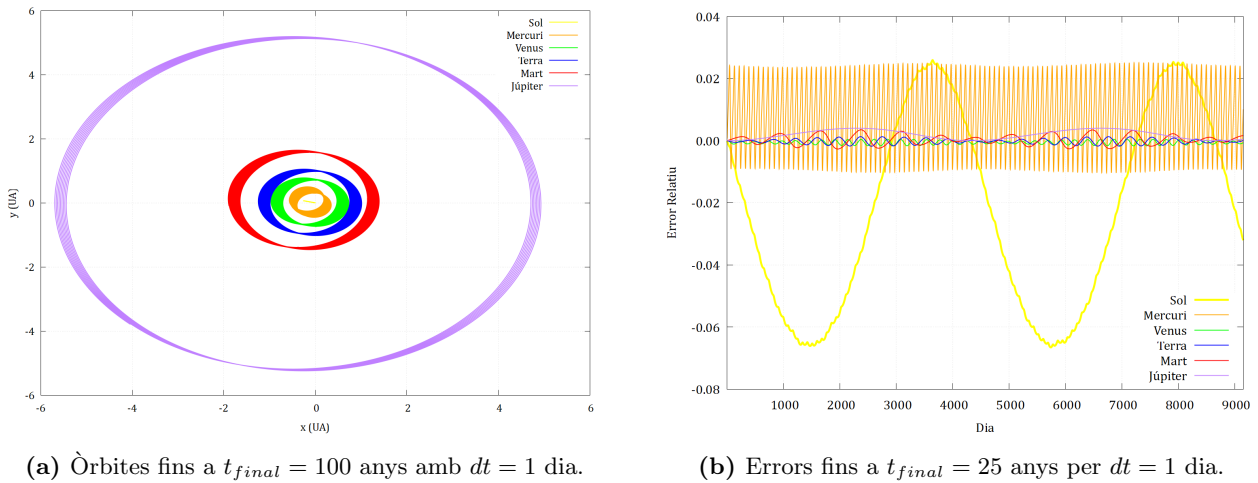 6
4
2
0
-2
-4
-6
y (UA)
-6
-4
-2
0
2
4
6
x (UA)
Sol
Mercuri
Venus
Terra
Mart
Júpiter
(a) Òrbites fins a t_final = 100 anys amb dt = 1 dia.
0.04
0.02
0.00
-0.02
-0.04
-0.06
-0.08
Error Relatiu
1000
2000
3000
4000
5000
6000
7000
8000
9000
Dia
Sol
Mercuri
Venus
Terra
Mart
Júpiter
(b) Errors fins a t_final = 25 anys per dt = 1 dia.